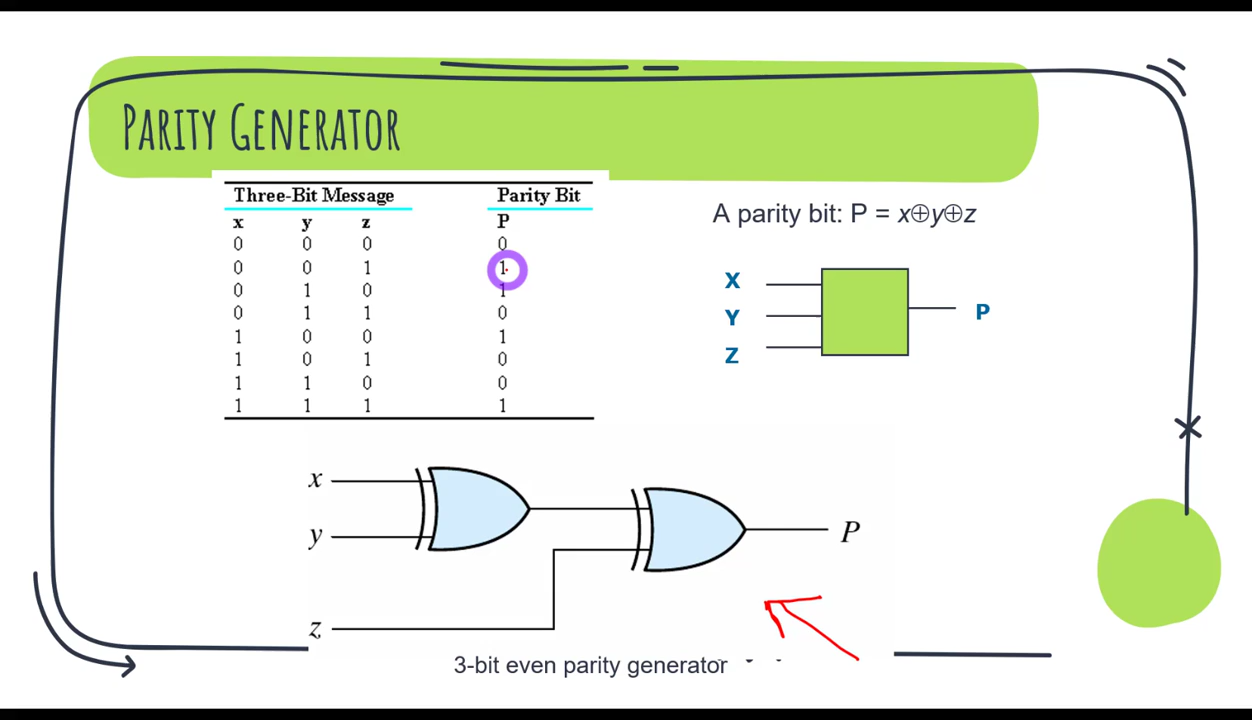 PARITY GENERATOR
Three-Bit Message Parity Bit
x y z P
0 0 0 0
0 0 1 1
0 1 0 1
0 1 1 0
1 0 0 1
1 0 1 0
1 1 0 0
1 1 1 1
A parity bit: P = x⊕y⊕z
X
Y
Z
P
x
y
z
P
3-bit even parity generator